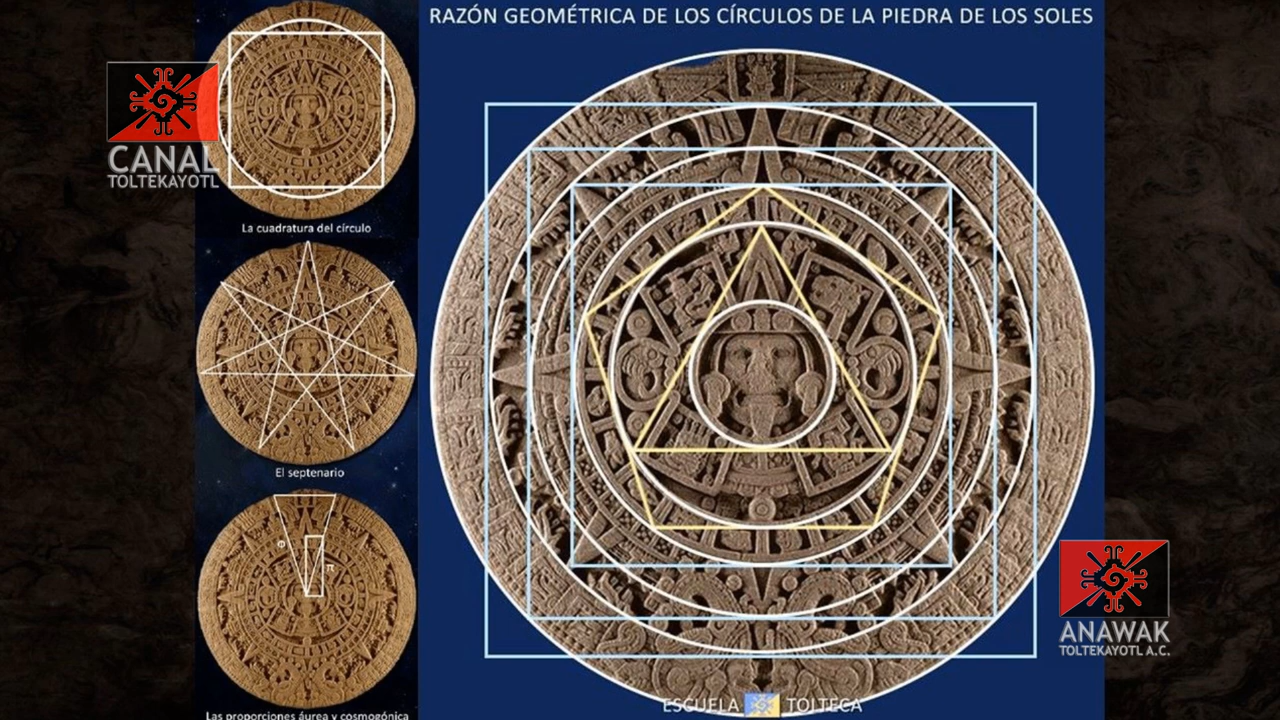 RAZÓN GEOMÉTRICA DE LOS CÍRCULOS DE LA PIEDRA DE LOS SOLES
CANAL
TOLTEKAYOTL
La cuadratura del círculo
El septenario
Φ
π
Las proporciones áurea y cosmogónica
ANAWAK
TOLTEKAYOTL A.C.
ESCUELA TOLTECA